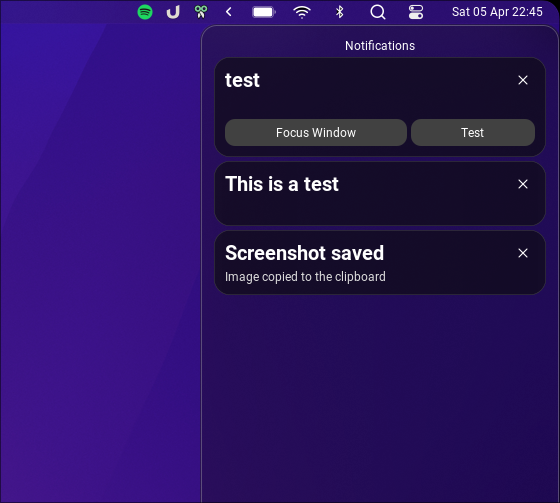 Sat 05 Apr 22:45
Notifications
test
Focus Window
Test
This is a test
Screenshot saved
Image copied to the clipboard